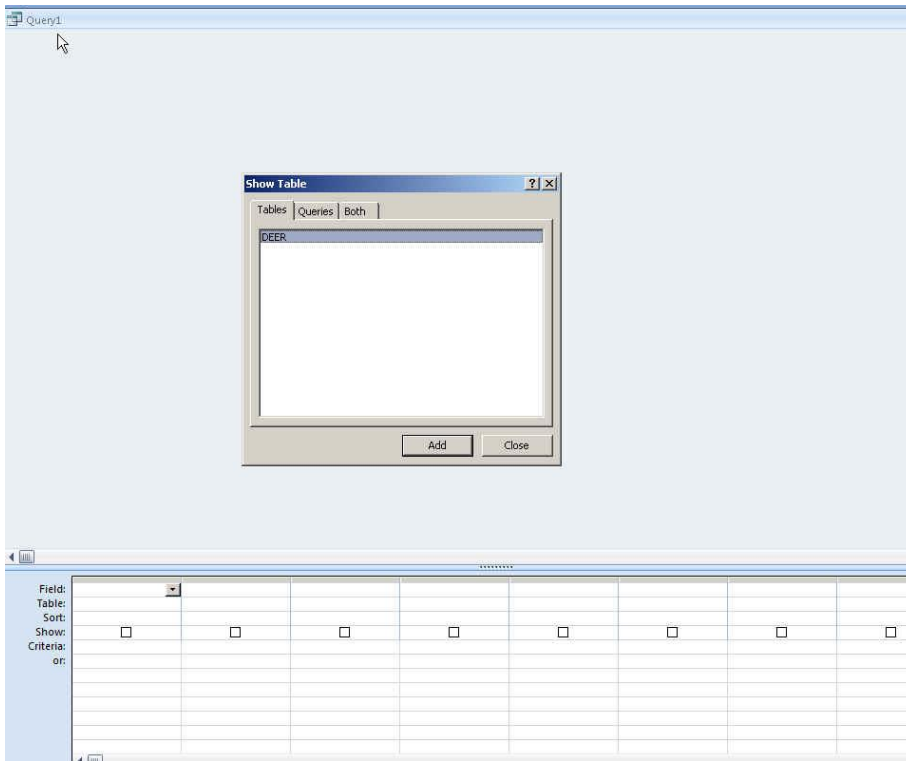 Query1
Show Table
Tables Queries Both
DEER
Add Close
Field:
Table:
Sort:
Show:
Criteria:
or: